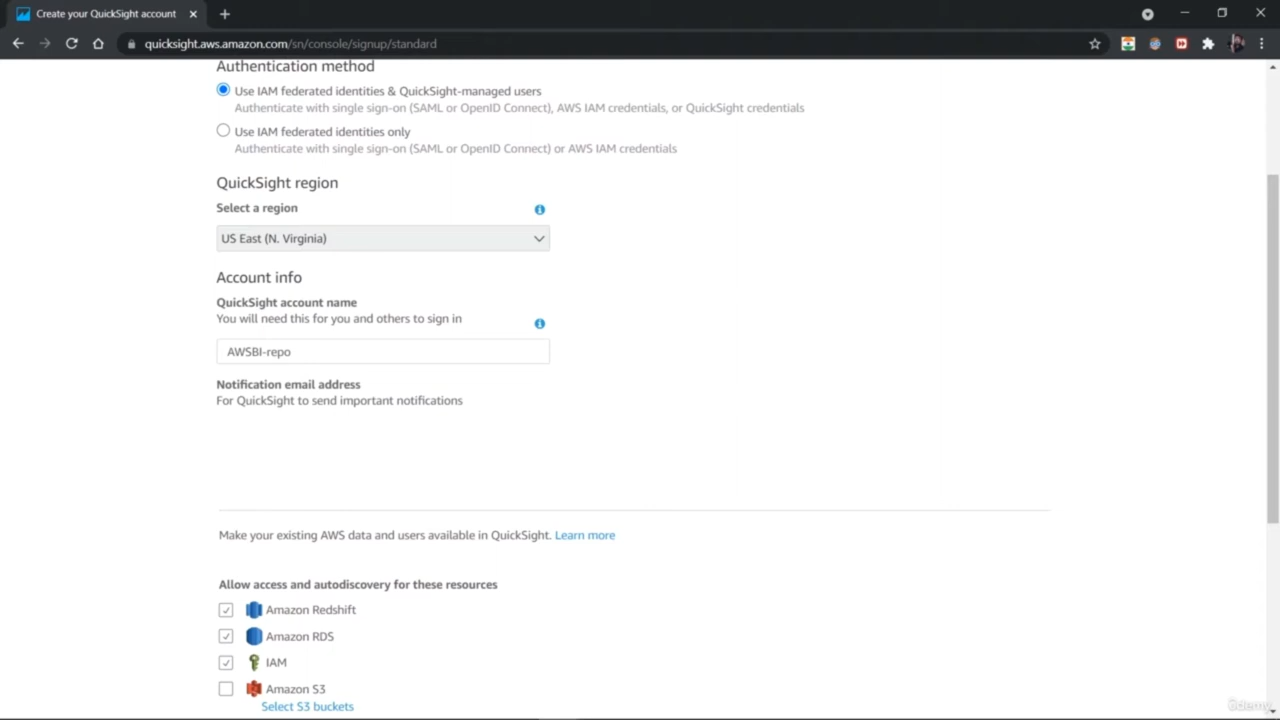 Create your QuickSight account
quicksight.aws.amazon.com/sn/console/signup/standard
Authentication method
Use IAM federated identities & QuickSight-managed users
Authenticate with single sign-on (SAML or OpenID Connect), AWS IAM credentials, or QuickSight credentials
Use IAM federated identities only
Authenticate with single sign-on (SAML or OpenID Connect) or AWS IAM credentials
QuickSight region
Select a region
US East (N. Virginia)
Account info
QuickSight account name
You will need this for you and others to sign in
AWSBI-repo
Notification email address
For QuickSight to send important notifications
Make your existing AWS data and users available in QuickSight. Learn more
Allow access and autodiscovery for these resources
Amazon Redshift
Amazon RDS
IAM
Amazon S3
Select S3 buckets
Udemy